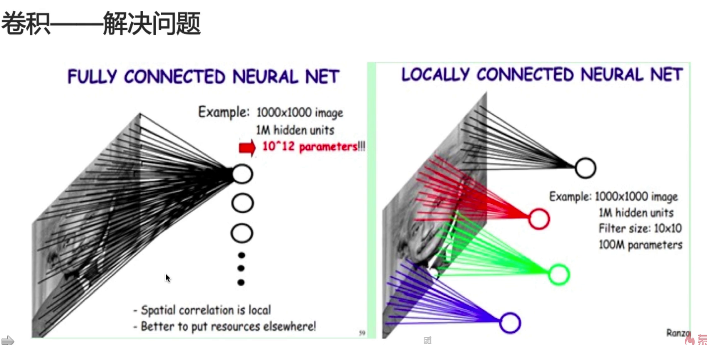 卷积——解决问题
FULLY CONNECTED NEURAL NET
Example: 1000x1000 image
1M hidden units
10^12 parameters!!!
- Spatial correlation is local
- Better to put resources elsewhere!
39
LOCALLY CONNECTED NEURAL NET
Example: 1000x1000 image
1M hidden units
Filter size: 10x10
100M parameters
Ranza